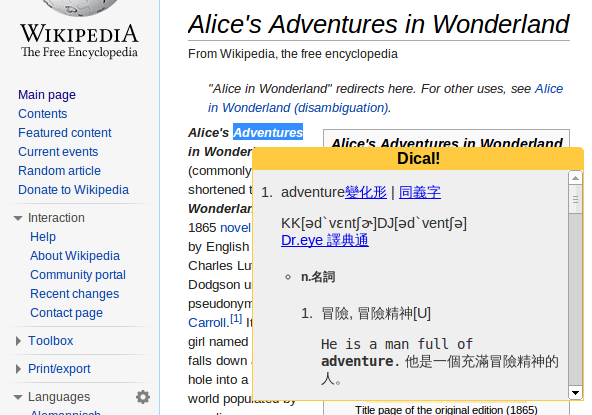 WIKIPEDIA
The Free Encyclopedia
Main page
Contents
Featured content
Current events
Random article
Donate to Wikipedia
Interaction
Help
About Wikipedia
Community portal
Recent changes
Contact page
Toolbox
Print/export
Languages
Alemannisch
Alice's Adventures in Wonderland
From Wikipedia, the free encyclopedia
"Alice in Wonderland" redirects here. For other uses, see Alice
in Wonderland (disambiguation).
Alice's Adventures
in Wonder
(commonly
shortened t
Wonderlan
1865 novel
by English
Charles Lu
Dodgson u
pseudonym
Carroll.[1] It
girl named
falls down
hole into a
world populated by
Alice's Adventures in Wonderland
Dical!
1. adventure變化形 | 同義字
KK[əd`vɛntʃɚ]DJ[əd`ventʃə]
Dr.eye 譯典通
n.名詞
1. 冒險, 冒險精神[U]
He is a man full of
adventure. 他是一個充滿冒險精神的
人。
Title page of the original edition (1865)